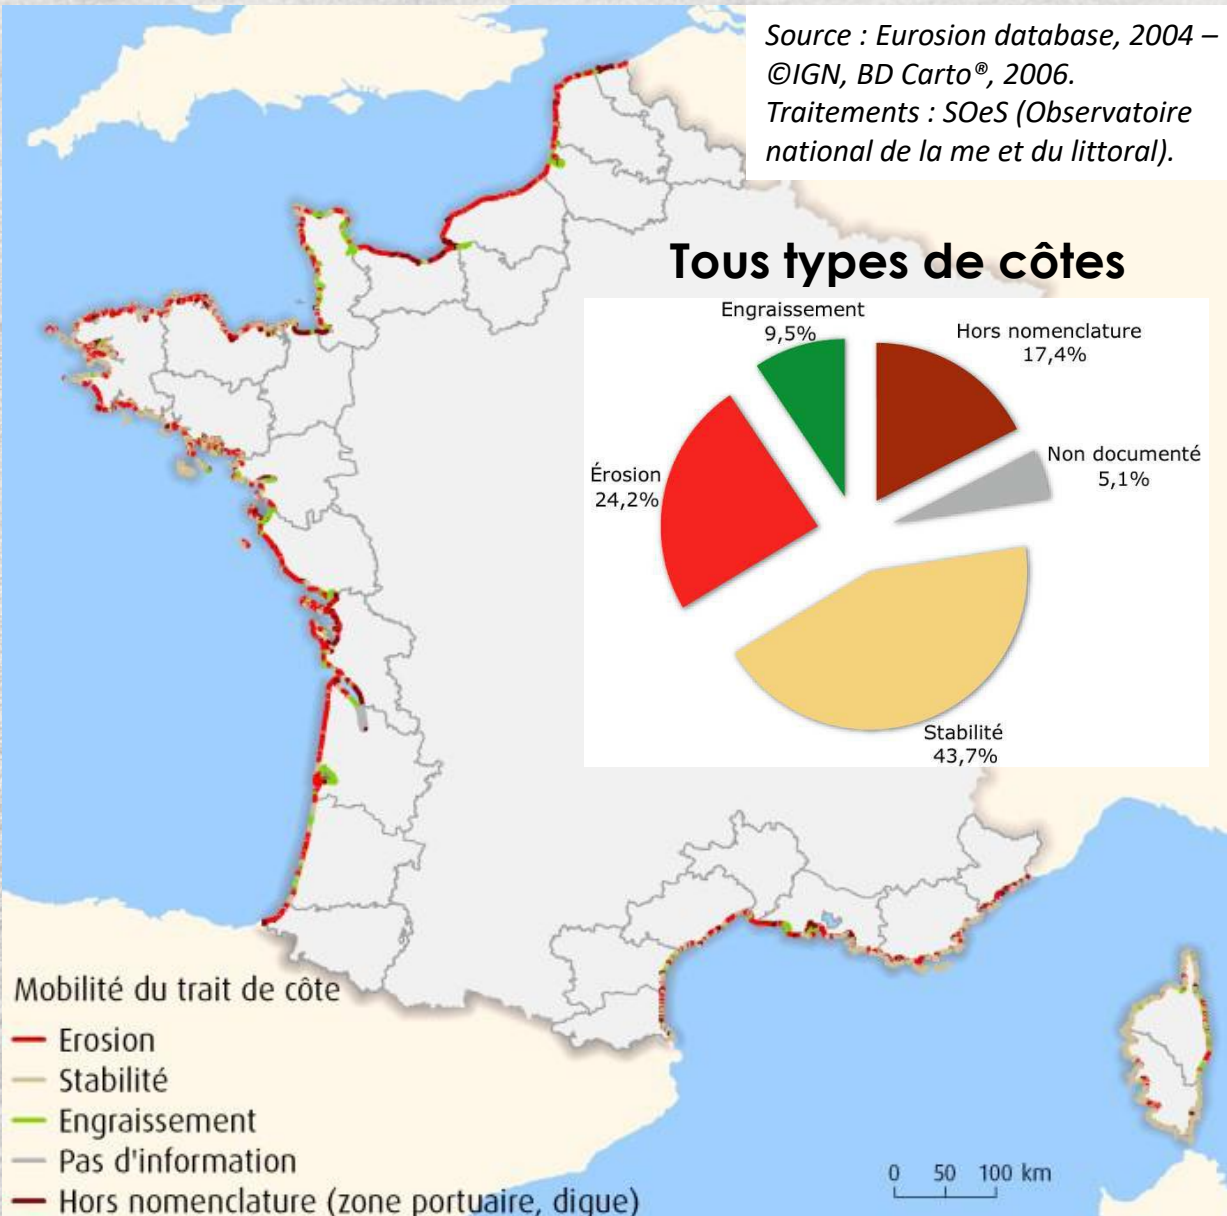 Source : Eurosion database, 2004 –
©IGN, BD Carto®, 2006.
Traitements : SOeS (Observatoire
national de la me et du littoral).
Tous types de côtes
Engraissement
9,5%
Hors nomenclature
17,4%
Non documenté
5,1%
Érosion
24,2%
Stabilité
43,7%
Mobilité du trait de côte
Erosion
Stabilité
Engraissement
Pas d'information
Hors nomenclature (zone portuaire, digue)
0 50 100 km